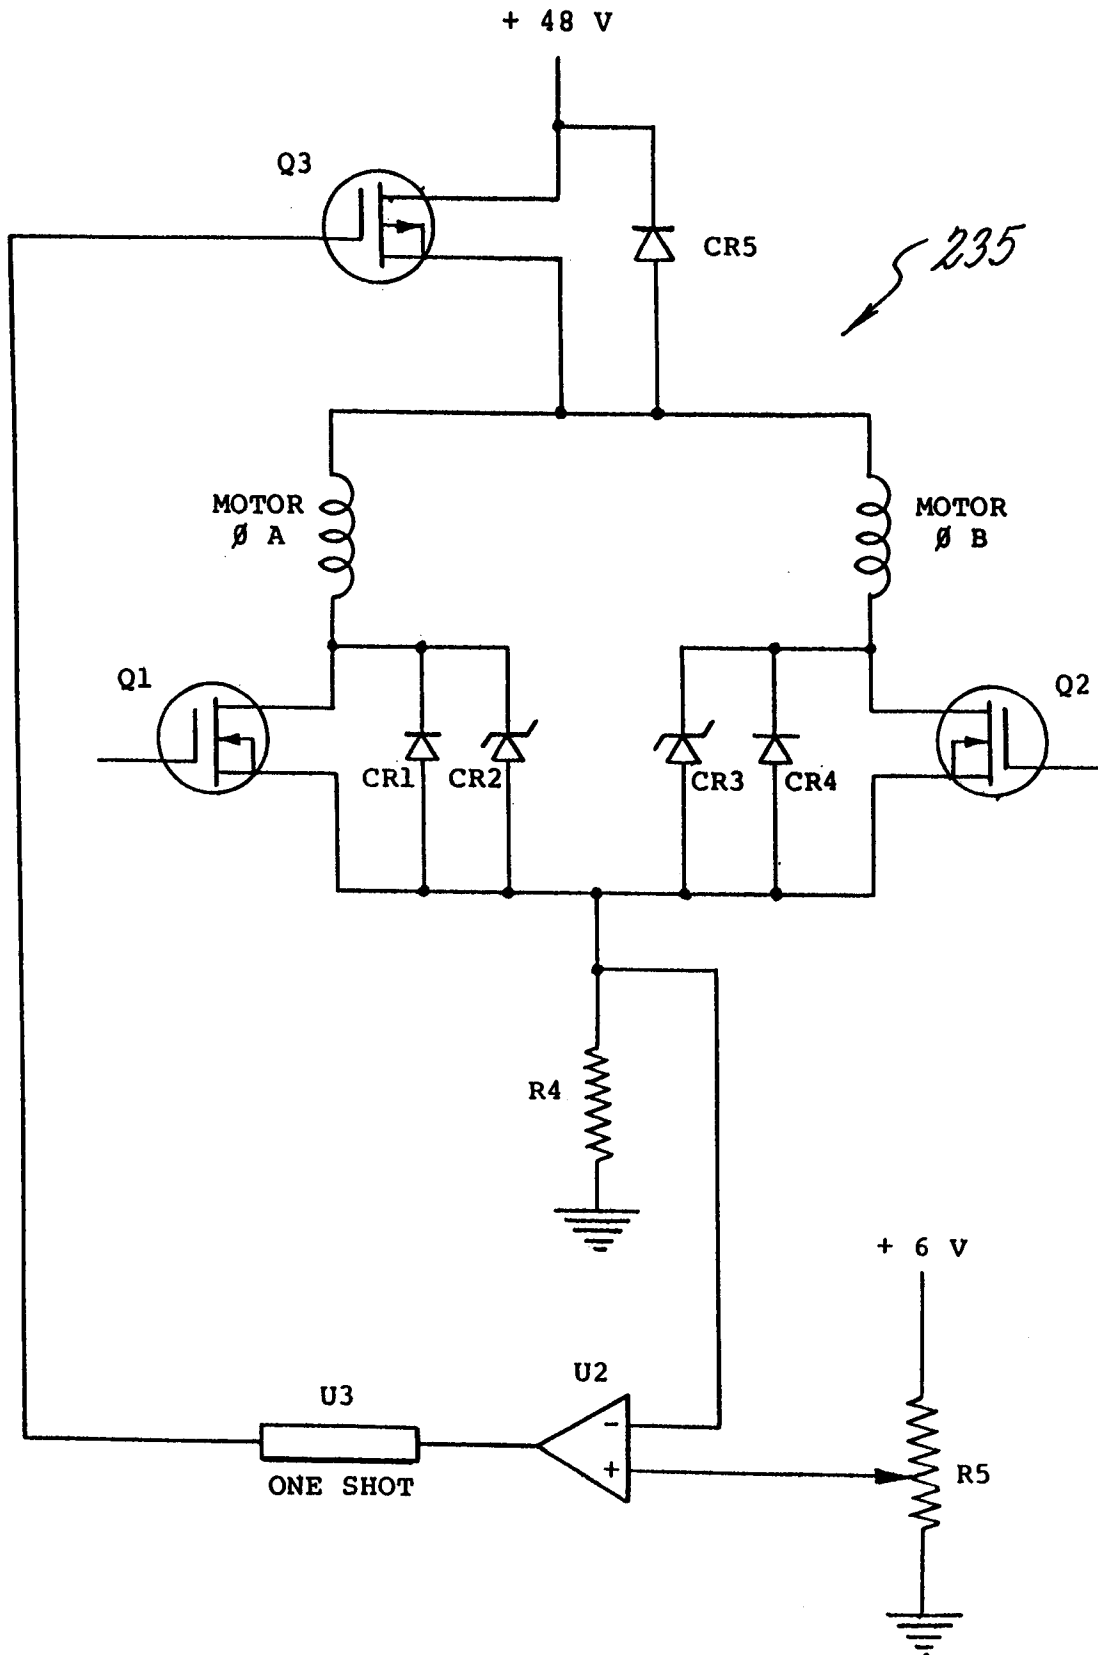 + 48 V
Q3
CR5
235
MOTOR
Ø A
MOTOR
Ø B
Q1
Q2
CR1
CR2
CR3
CR4
R4
+ 6 V
U2
U3
-
+
R5
ONE SHOT